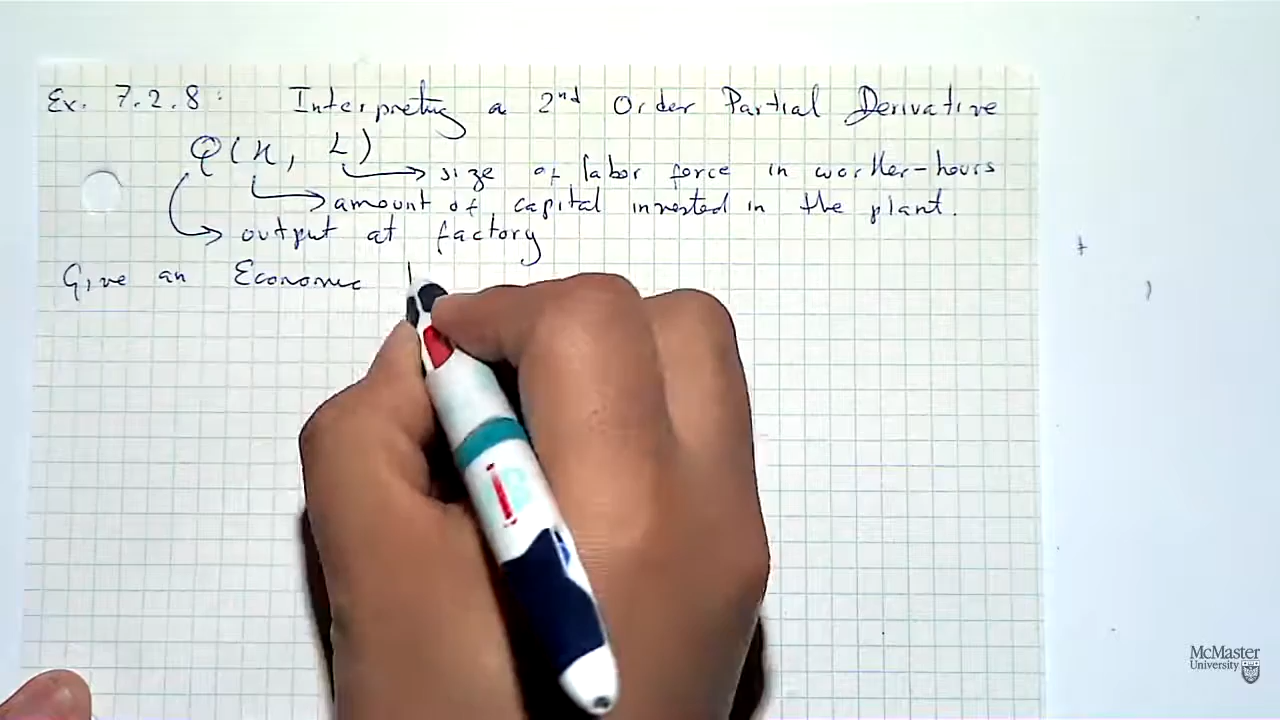 Ex. 7.2.8: Interpreting a 2nd Order Partial Derivative
Q(K, L)
size of labor force in worker-hours
amount of capital invested in the plant.
output at factory
Give an Economic
McMaster
University